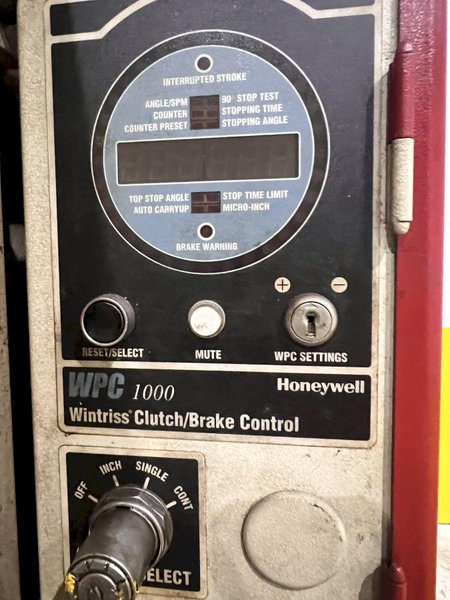 INTERRUPTED STROKE
ANGLE/SPM 90° STOP TEST
COUNTER STOPPING TIME
COUNTER PRESET STOPPING ANGLE
TOP STOP ANGLE STOP TIME LIMIT
AUTO CARRYUP MICRO-INCH
BRAKE WARNING
+ −
RESET/SELECT MUTE WPC SETTINGS
WPC 1000 Honeywell
Wintriss® Clutch/Brake Control
OFF INCH SINGLE CONT
SELECT